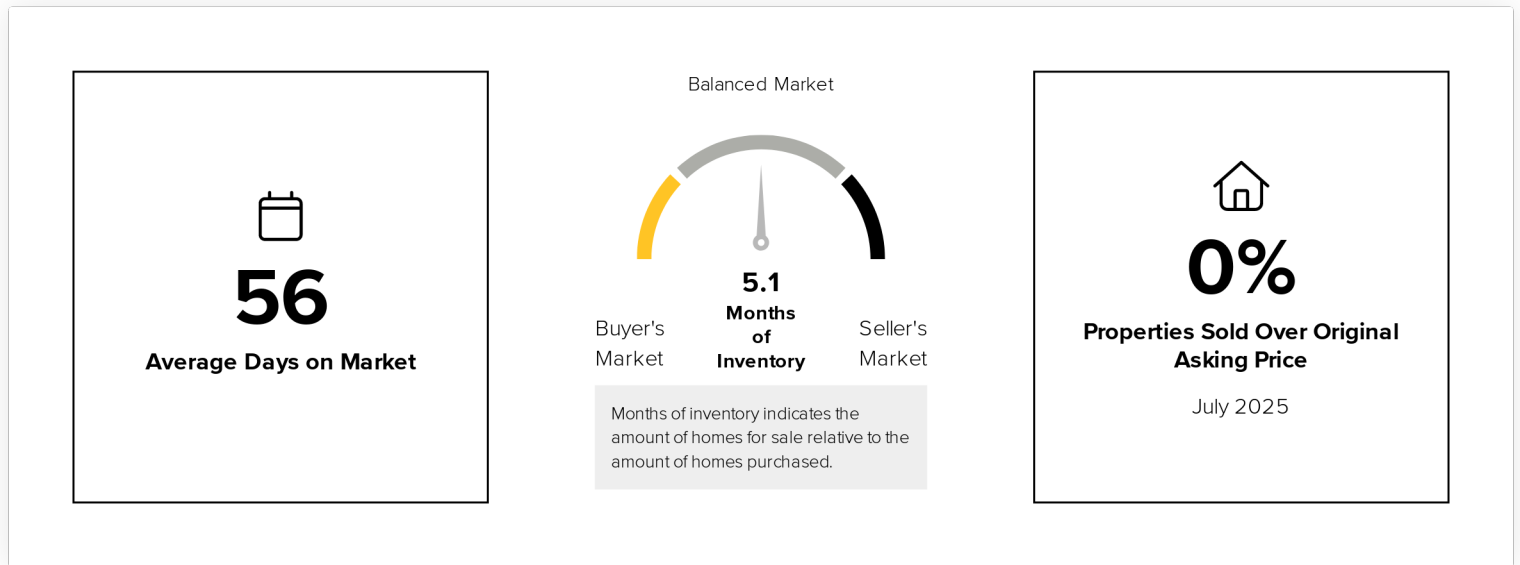 56
Average Days on Market
Balanced Market
5.1
Months
of
Inventory
Buyer's
Market
Seller's
Market
Months of inventory indicates the
amount of homes for sale relative to the
amount of homes purchased.
0%
Properties Sold Over Original
Asking Price
July 2025